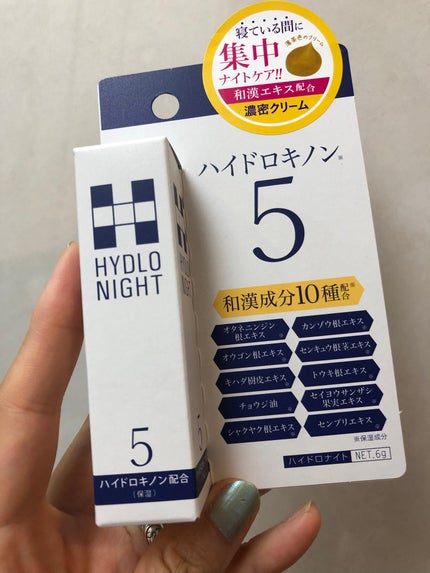 寝ている間に
集中
ナイトケア!!
薄茶色のクリーム
和漢エキス配合
濃密クリーム
ハイドロキノン※
5
和漢成分10種配合※
オタネニンジン根エキス※
カンゾウ根エキス※
オウゴン根エキス※
センキュウ根茎エキス※
キハダ樹皮エキス※
トウキ根エキス※
チョウジ油※
セイヨウサンザシ果実エキス※
シャクヤク根エキス※
センブリエキス※
※保湿成分
ハイドロナイト NET.6g
HYDLO
NIGHT
5
ハイドロキノン配合
(保湿)
5